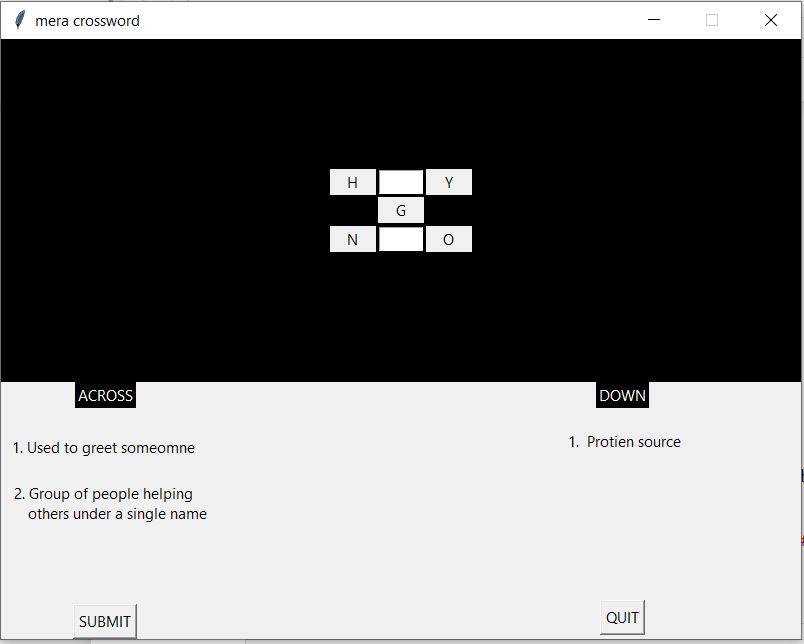 mera crossword
H Y
G
N O
ACROSS
DOWN
1. Used to greet someomne
1. Protien source
2. Group of people helping
others under a single name
SUBMIT
QUIT